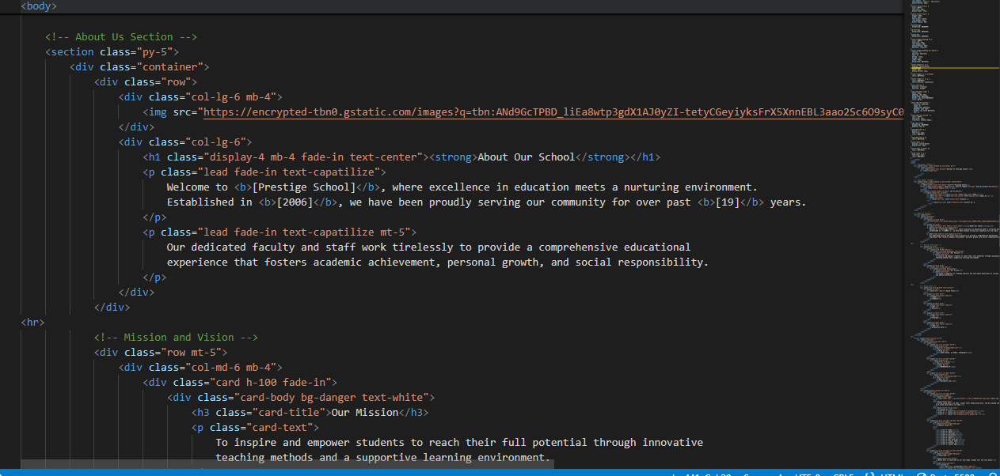 <body>
<!-- About Us Section -->
<section class="py-5">
<div class="container">
<div class="row">
<div class="col-lg-6 mb-4">
<img src="https://encrypted-tbn0.gstatic.com/images?q=tbn:ANd9GcTPBD_liEa8wtp3gdX1AJ0yZI-tetyCGeyiyksFrX5XnnEBL3aao2Sc6O9syC0
</div>
<div class="col-lg-6">
<h1 class="display-4 mb-4 fade-in text-center"><strong>About Our School</strong></h1>
<p class="lead fade-in text-capatilize">
Welcome to <b>[Prestige School]</b>, where excellence in education meets a nurturing environment.
Established in <b>[2006]</b>, we have been proudly serving our community for over past <b>[19]</b> years.
</p>
<p class="lead fade-in text-capatilize mt-5">
Our dedicated faculty and staff work tirelessly to provide a comprehensive educational
experience that fosters academic achievement, personal growth, and social responsibility.
</p>
</div>
</div>
<hr>
<!-- Mission and Vision -->
<div class="row mt-5">
<div class="col-md-6 mb-4">
<div class="card h-100 fade-in">
<div class="card-body bg-danger text-white">
<h3 class="card-title">Our Mission</h3>
<p class="card-text">
To inspire and empower students to reach their full potential through innovative
teaching methods and a supportive learning environment.